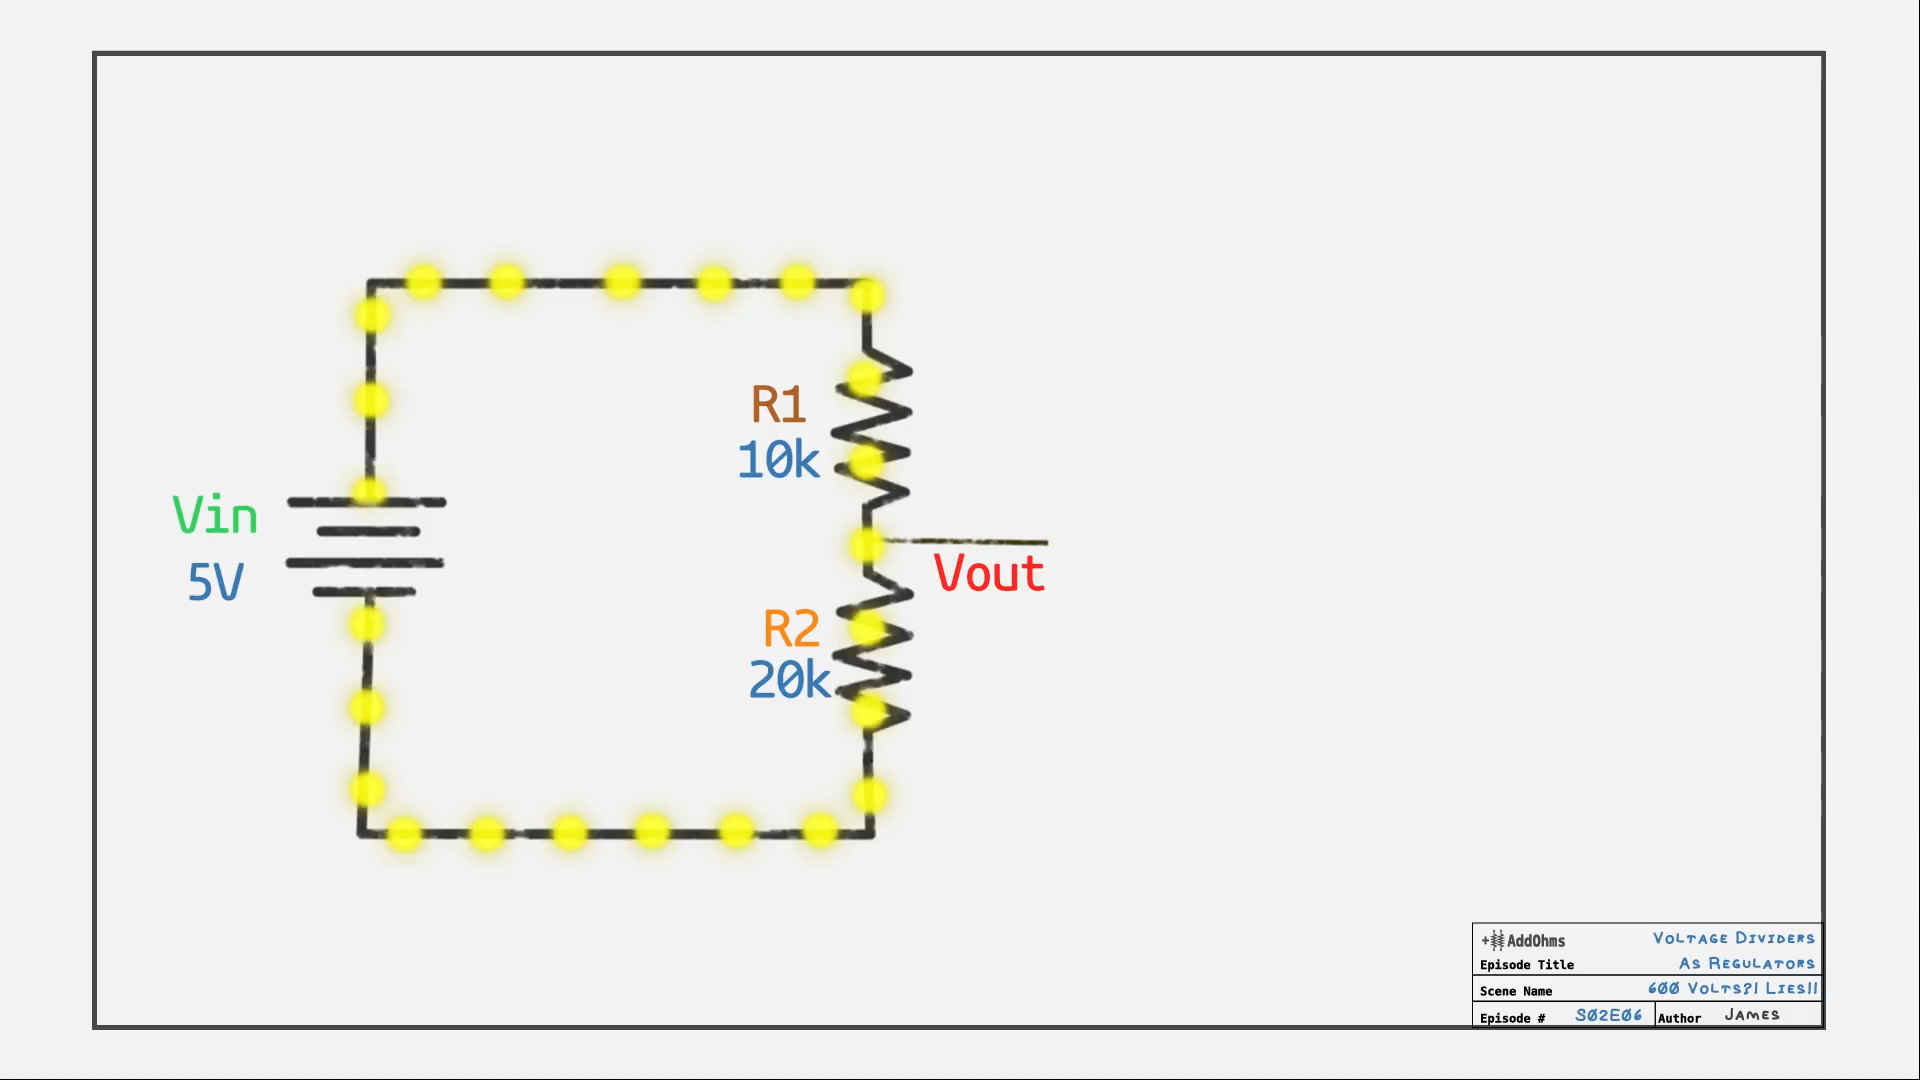 R1
10k
Vin
5V
Vout
R2
20k
+AddOhms
Voltage Dividers
Episode Title
As Regulators
Scene Name
600 Volts?! Lies!!
Episode #
S02E06
Author
James